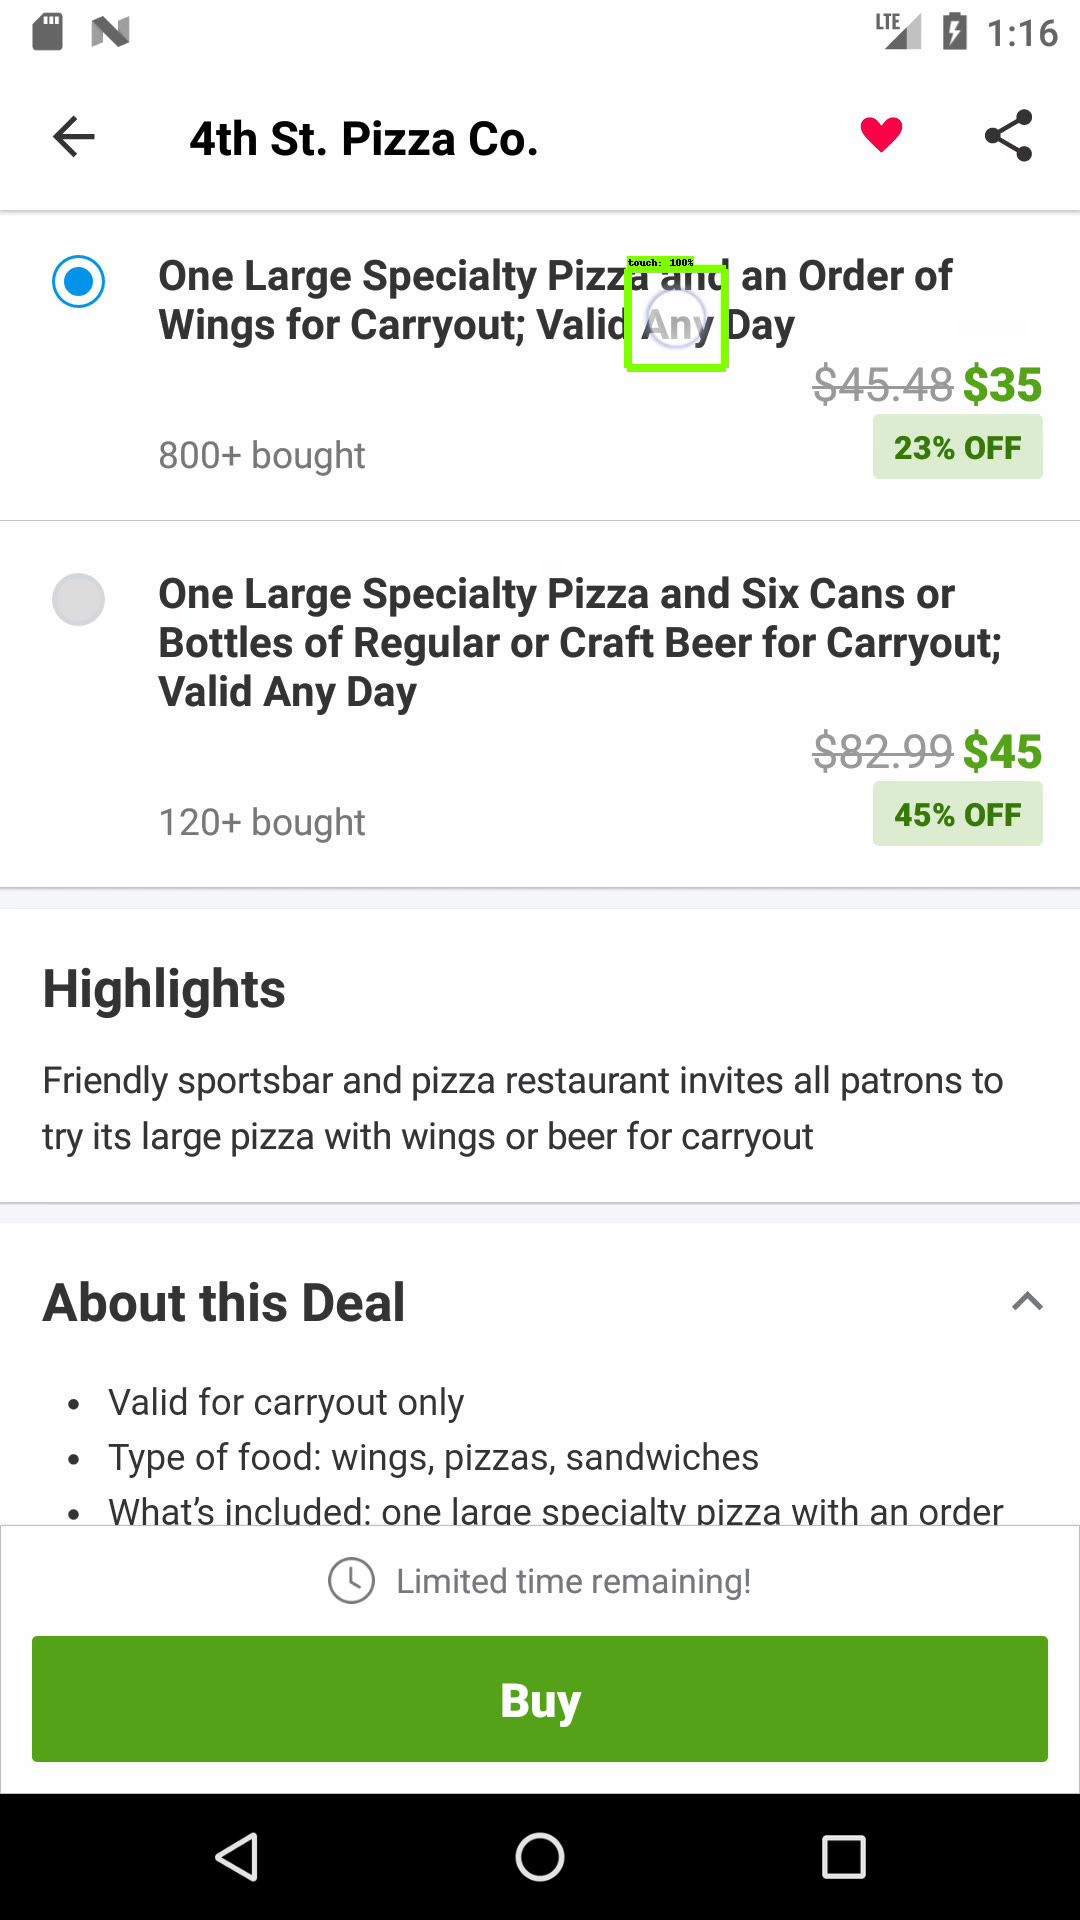 LTE 1:16
4th St. Pizza Co.
touch: 100%
One Large Specialty Pizza and an Order of
Wings for Carryout; Valid Any Day
$45.48 $35
800+ bought
23% OFF
One Large Specialty Pizza and Six Cans or
Bottles of Regular or Craft Beer for Carryout;
Valid Any Day
$82.99 $45
120+ bought
45% OFF
Highlights
Friendly sportsbar and pizza restaurant invites all patrons to
try its large pizza with wings or beer for carryout
About this Deal
• Valid for carryout only
• Type of food: wings, pizzas, sandwiches
• What’s included: one large specialty pizza with an order
Limited time remaining!
Buy